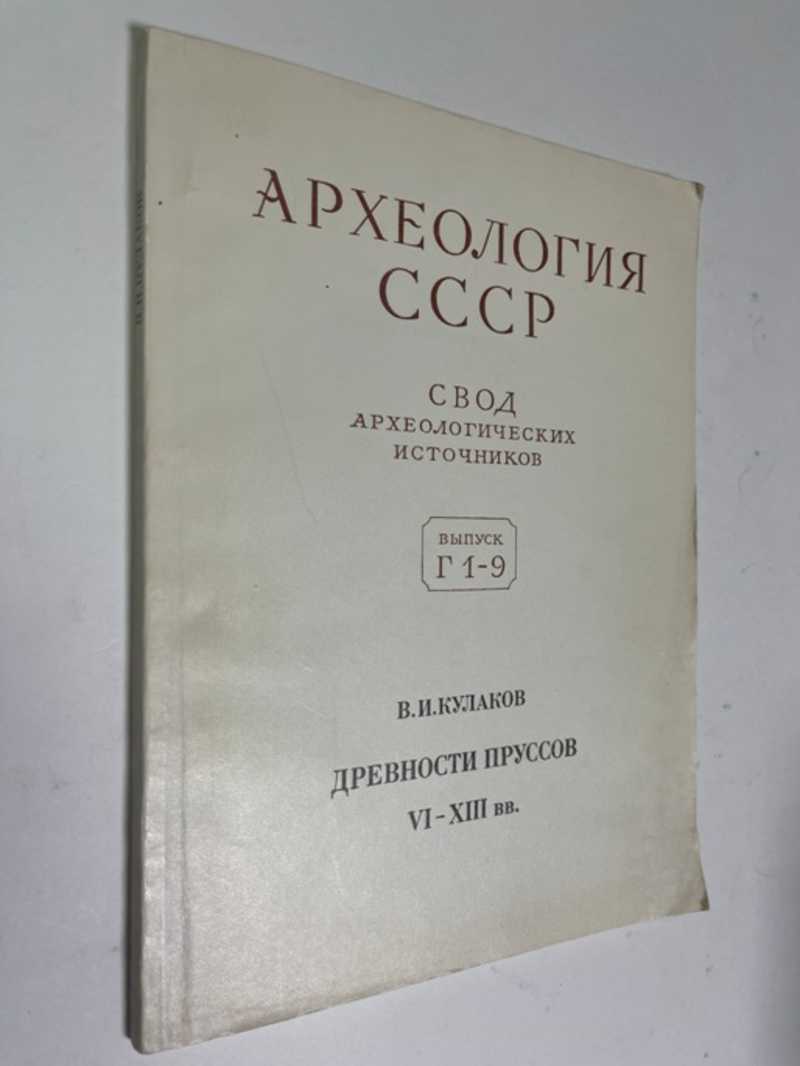 АРХЕОЛОГИЯ
СССР
СВОД
АРХЕОЛОГИЧЕСКИХ
ИСТОЧНИКОВ
ВЫПУСК
Г 1-9
В.И.КУЛАКОВ
ДРЕВНОСТИ ПРУССОВ
VI – XIII вв.